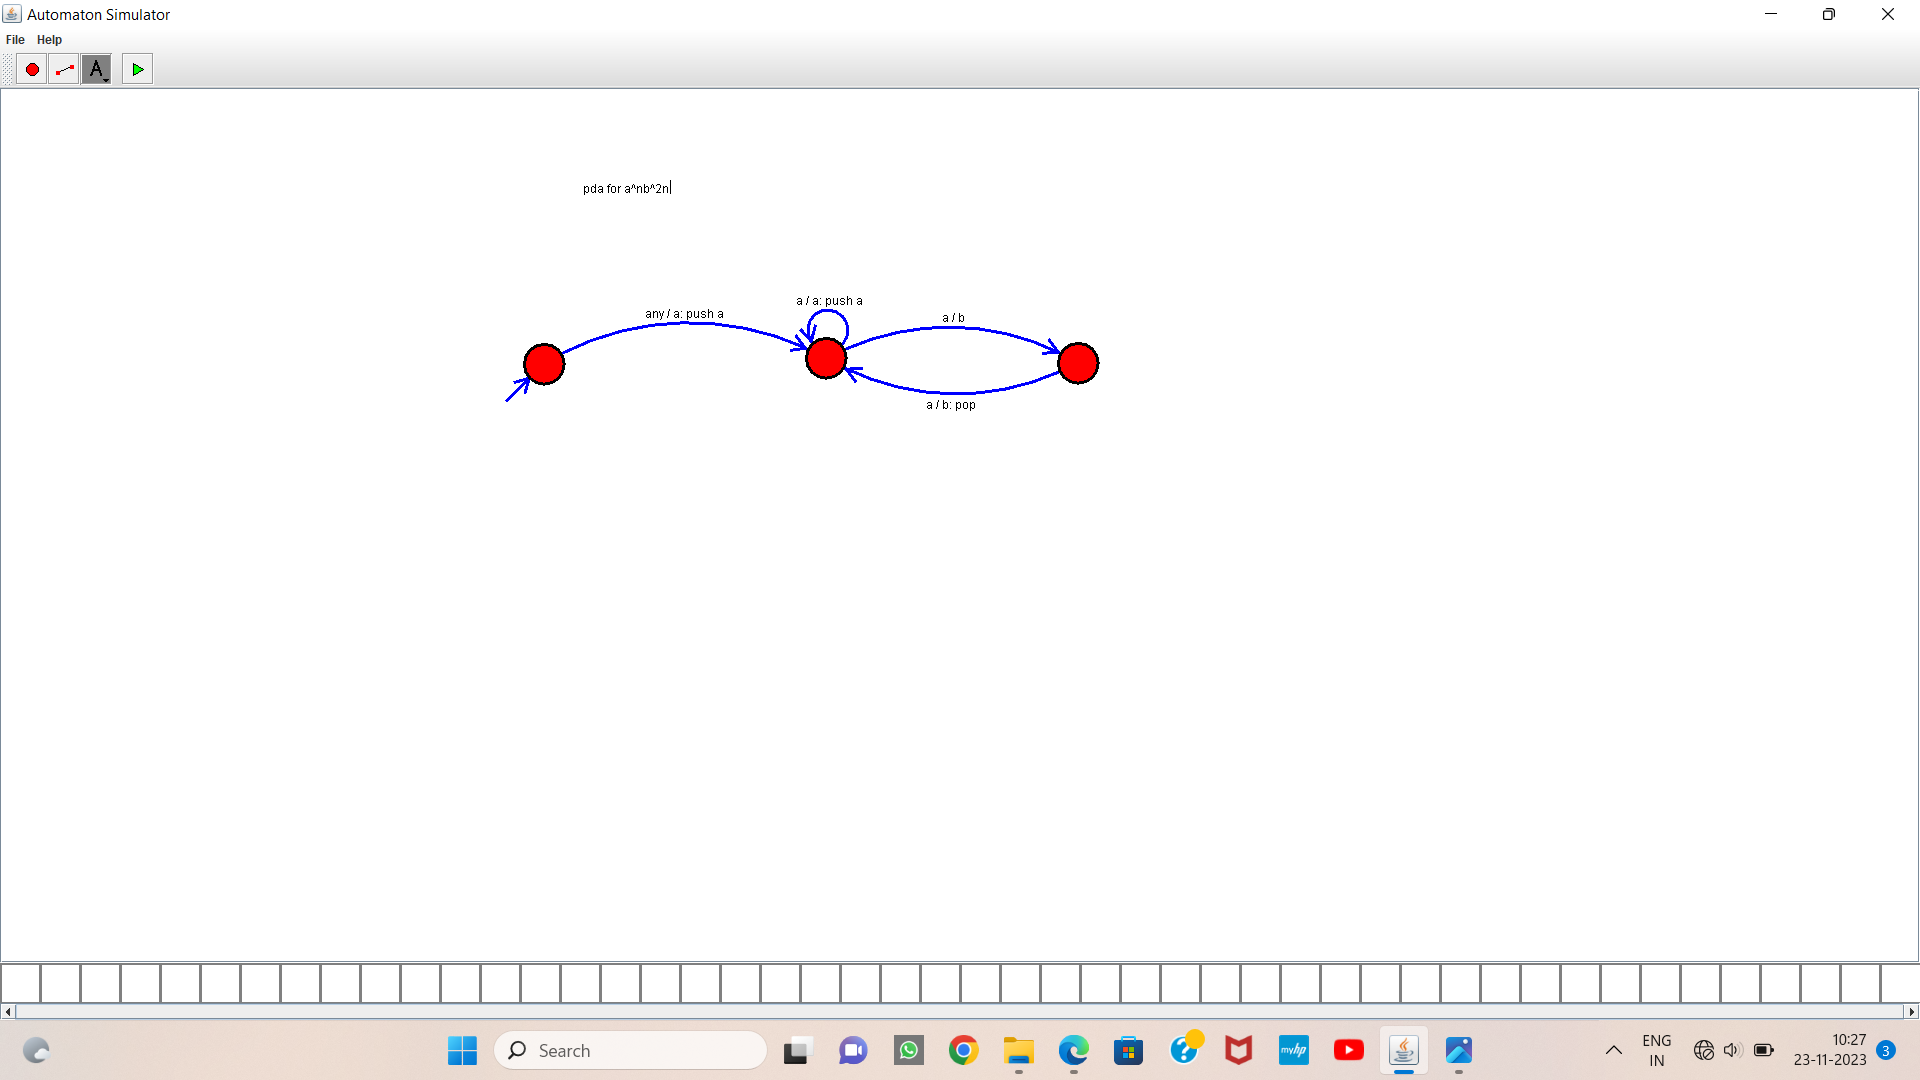 Automaton Simulator
File Help
A
pda for a^nb^2n
any / a: push a
a / a: push a
a / b
a / b: pop
Search
myhp
ENG
IN
10:27
23-11-2023
3